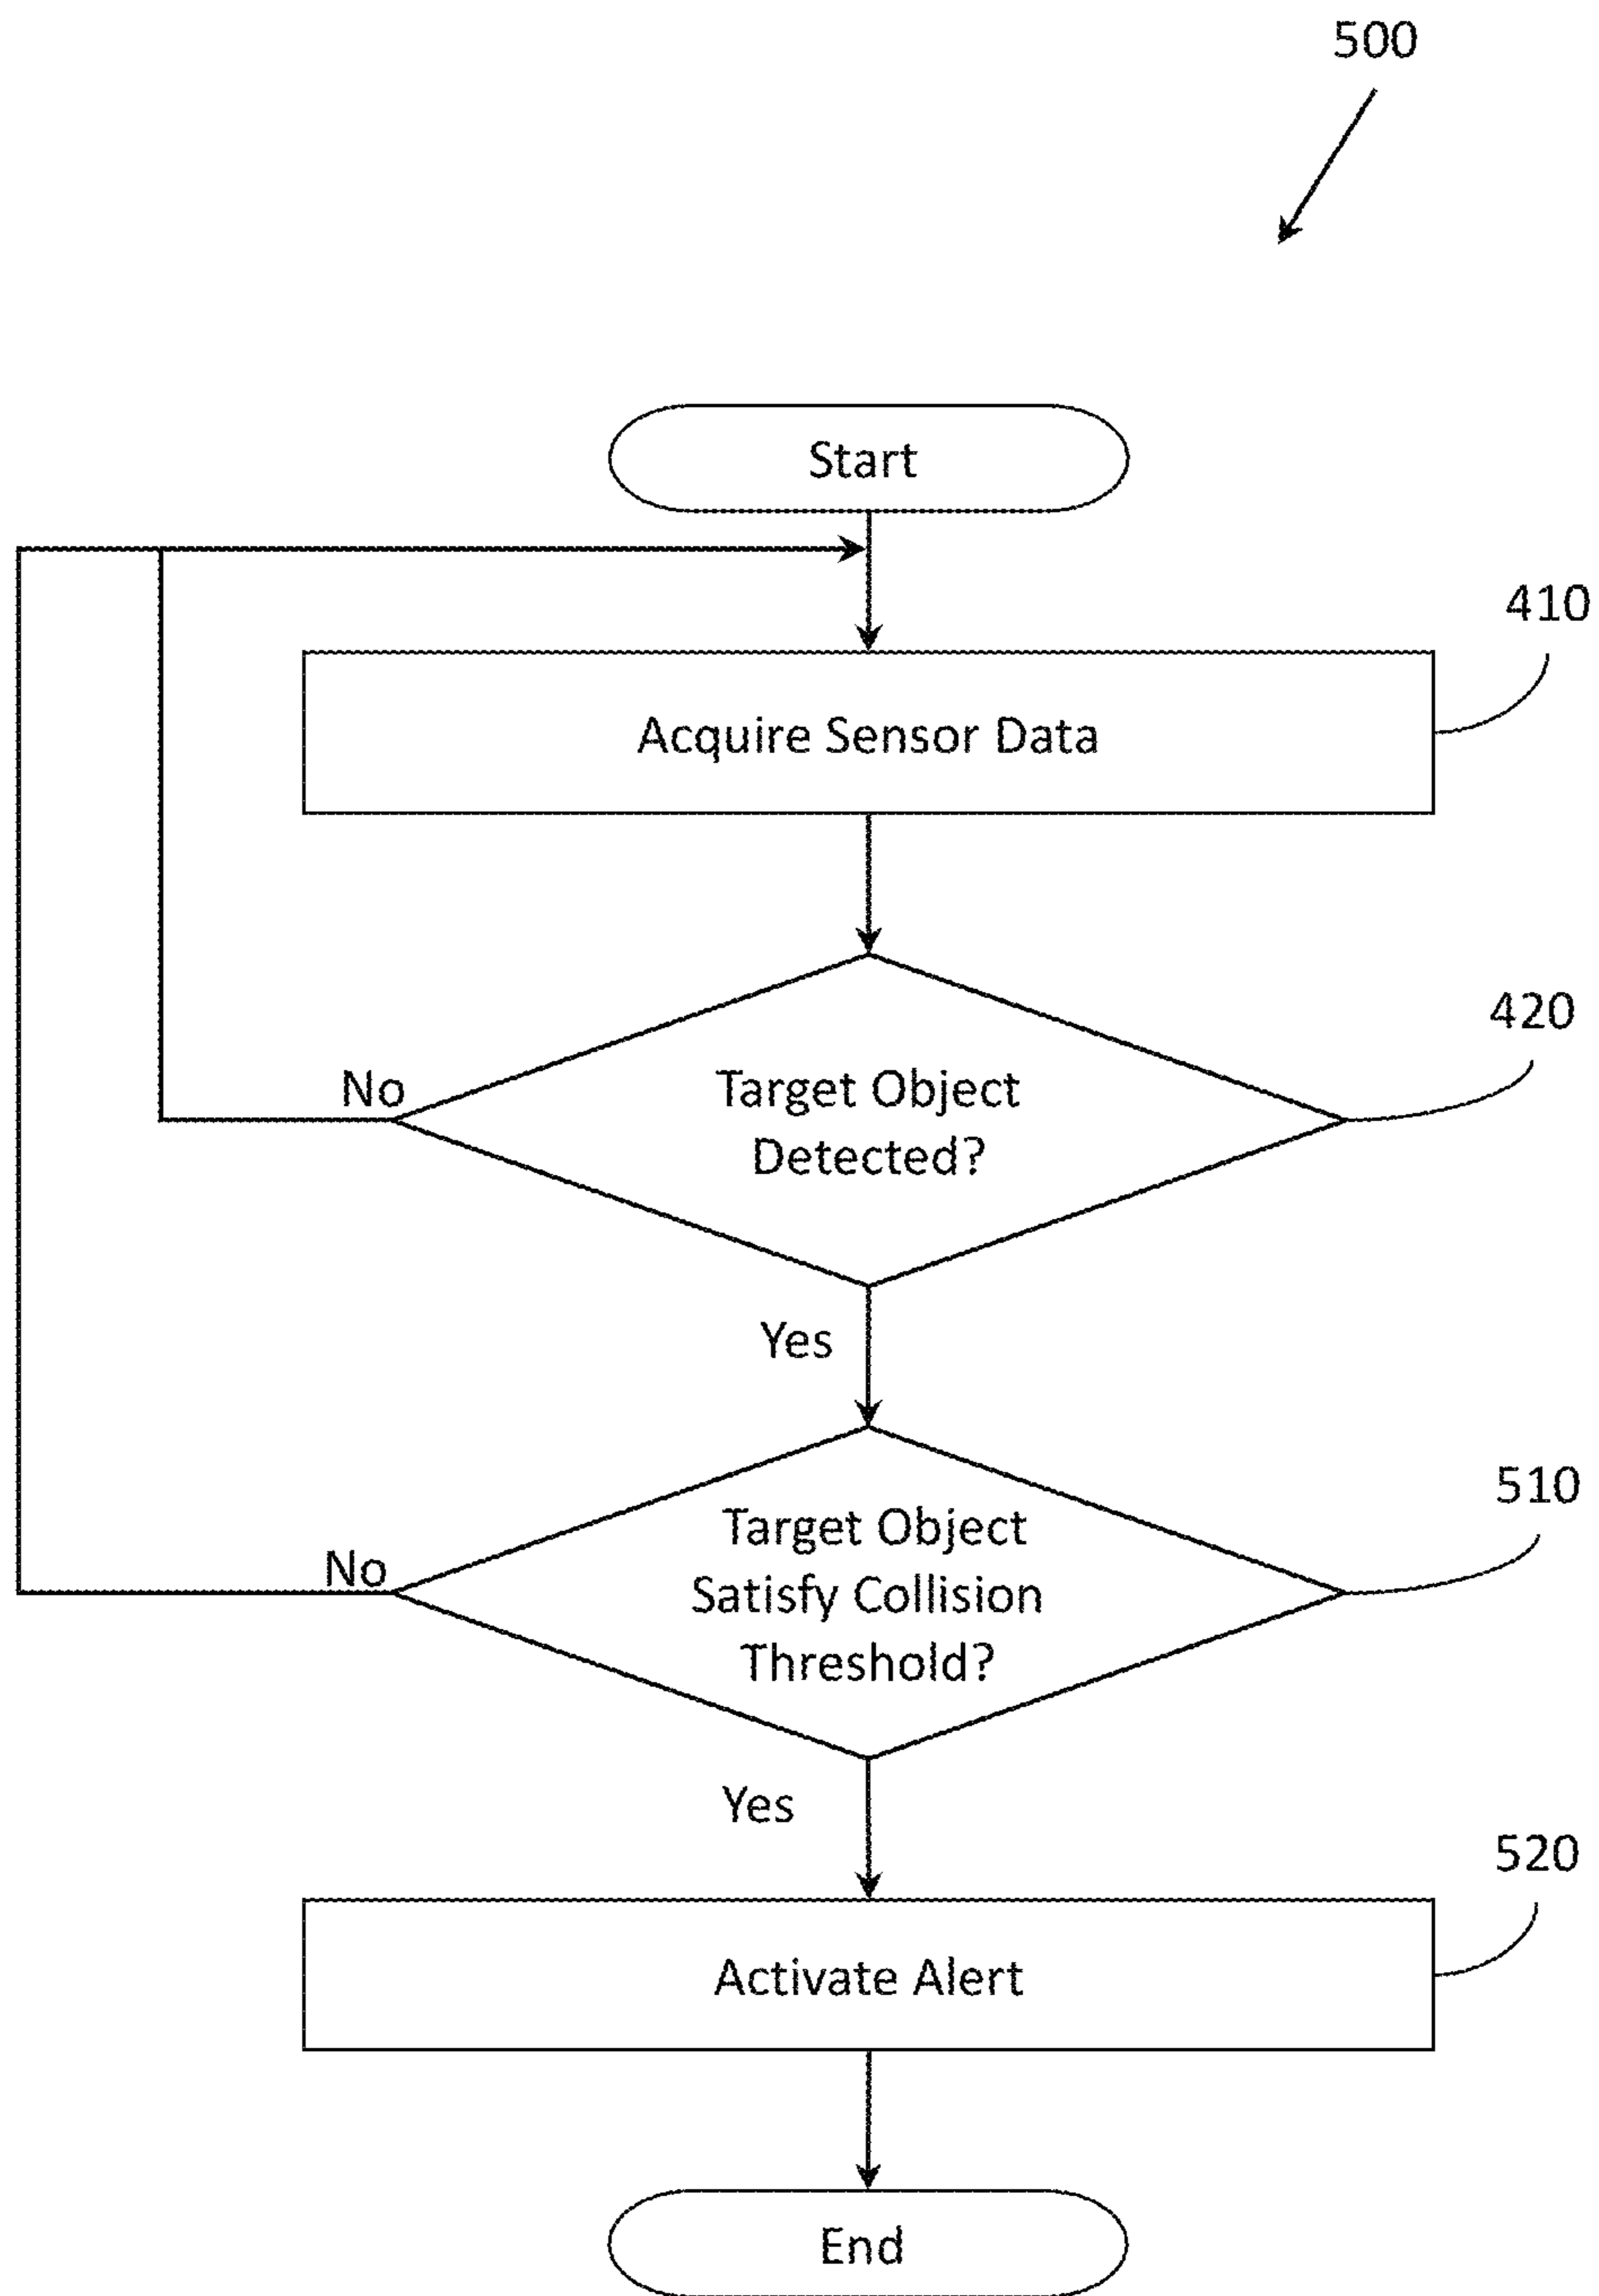 500
Start
410
Acquire Sensor Data
420
No
Target Object
Detected?
Yes
510
Target Object
No
Satisfy Collision
Threshold?
Yes
520
Activate Alert
End